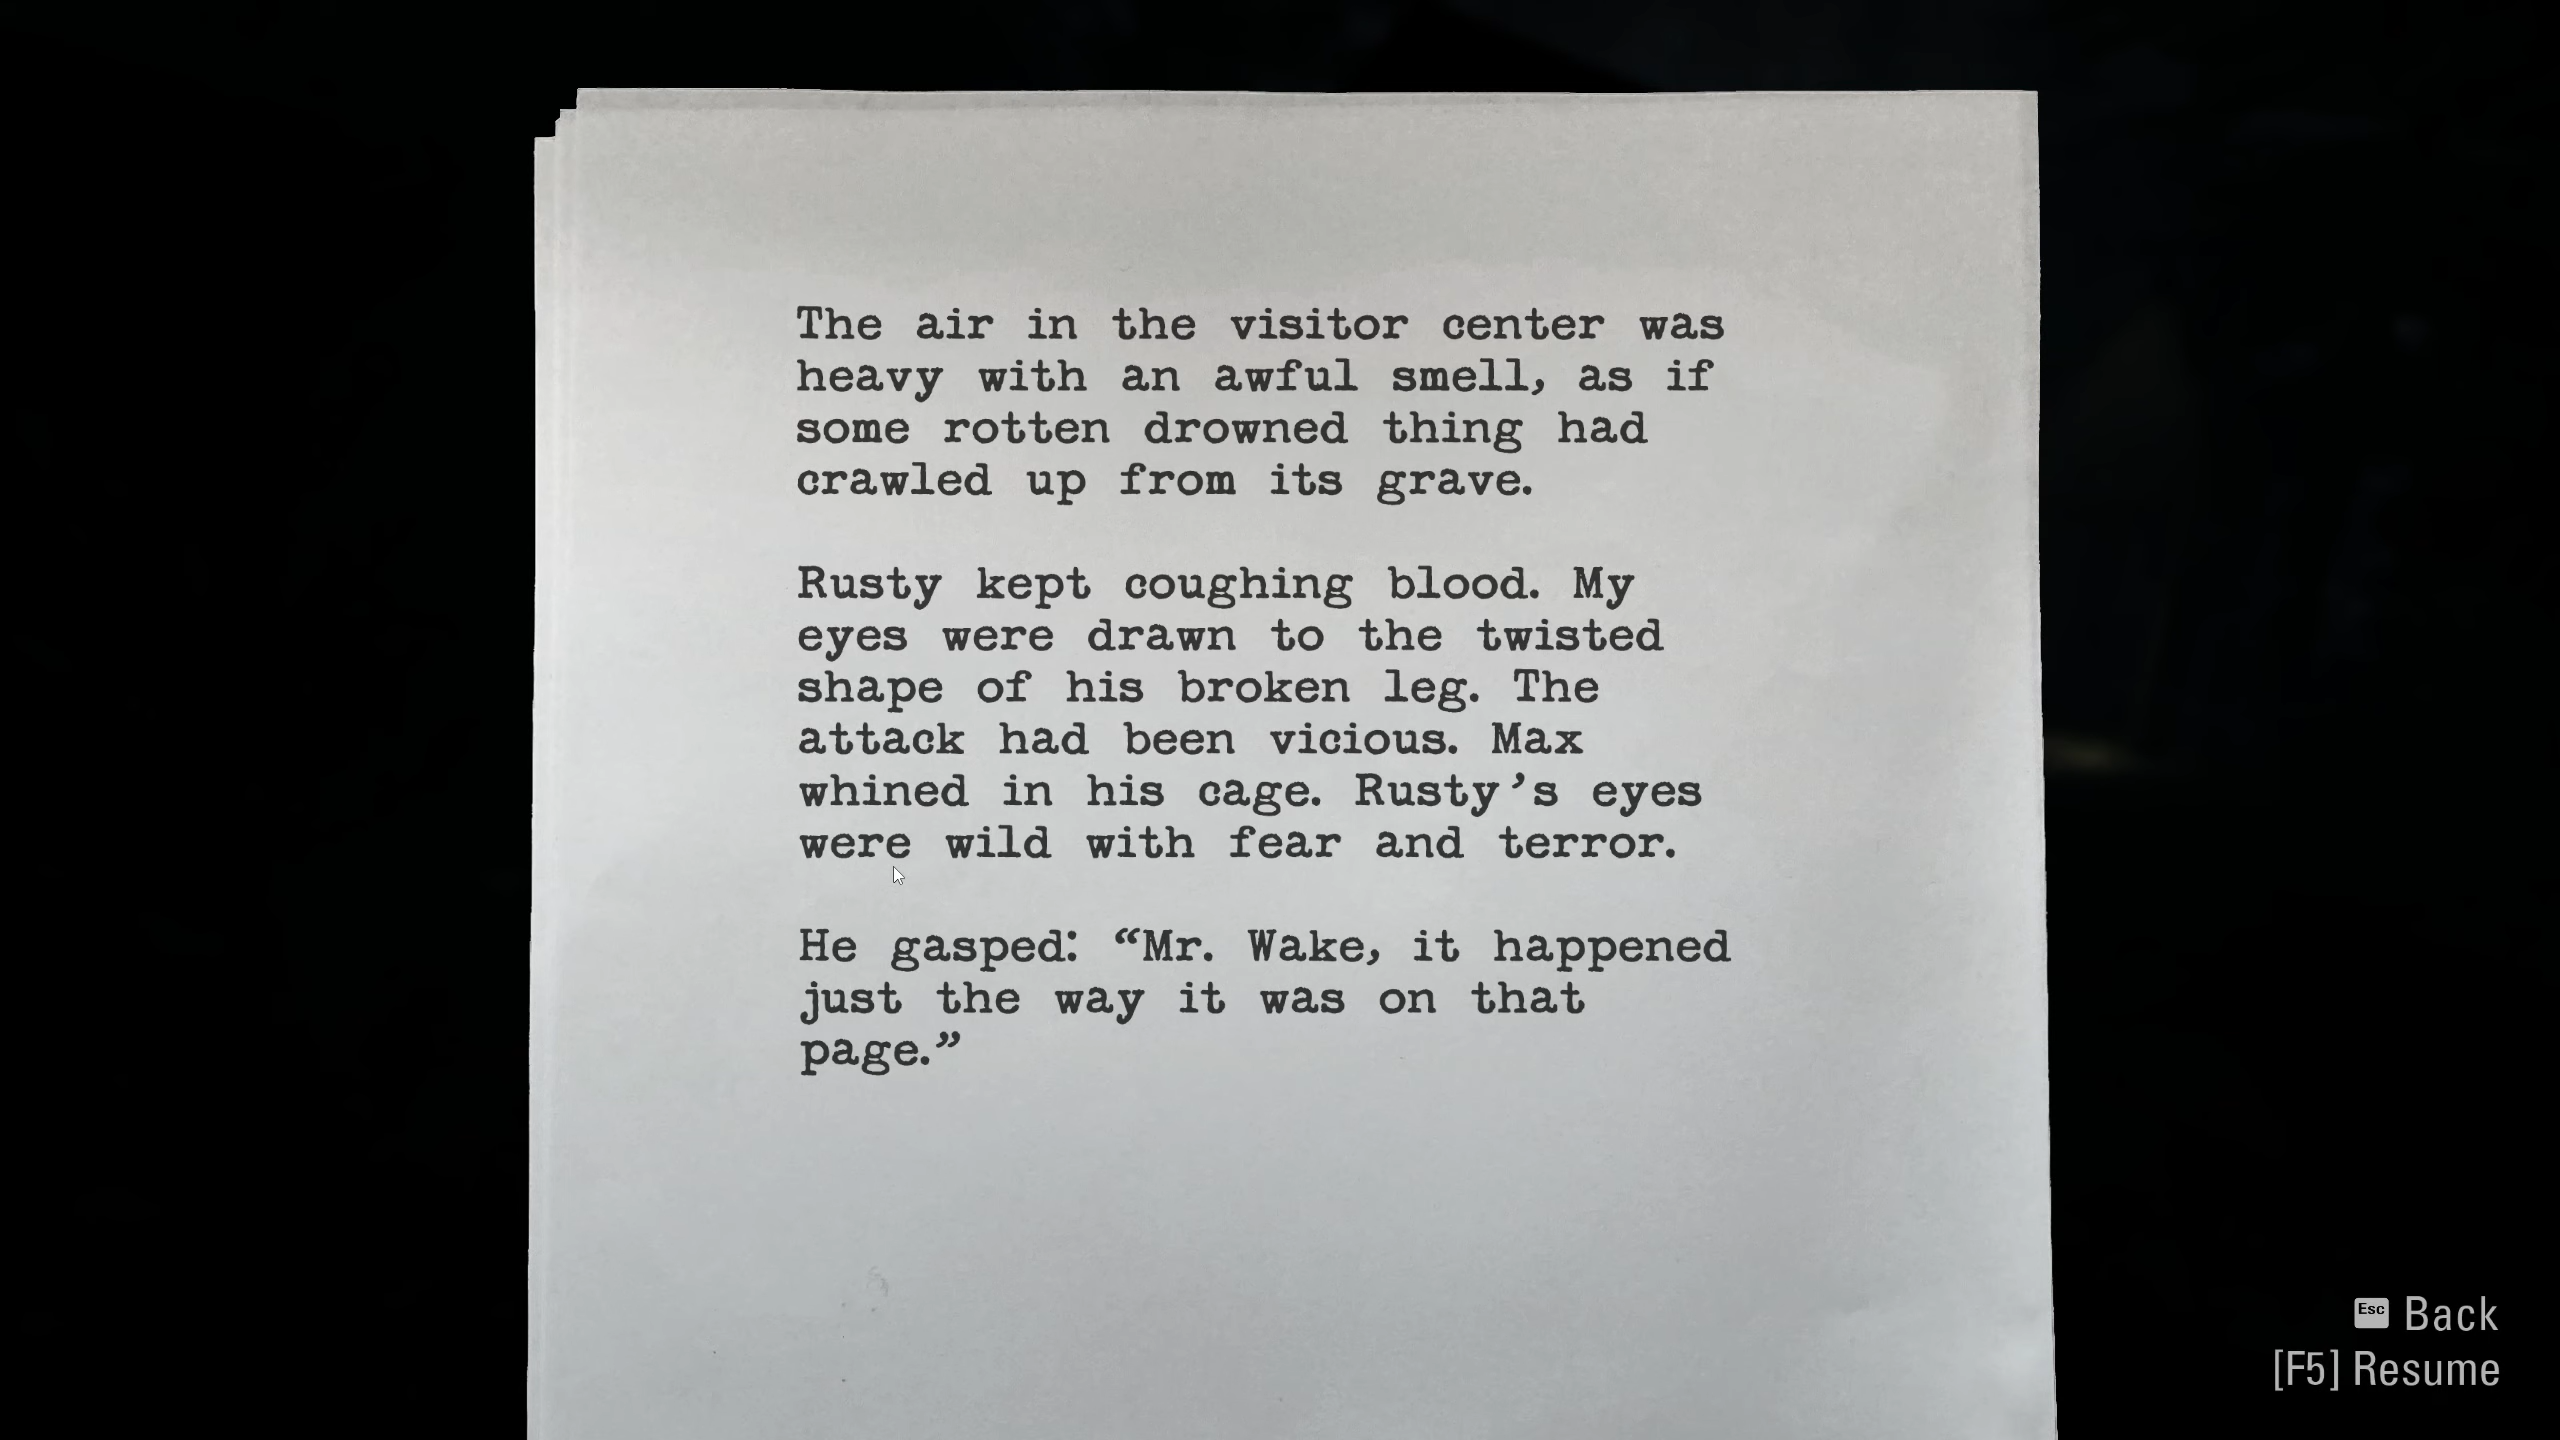 The air in the visitor center was
heavy with an awful smell, as if
some rotten drowned thing had
crawled up from its grave.
Rusty kept coughing blood. My
eyes were drawn to the twisted
shape of his broken leg. The
attack had been vicious. Max
whined in his cage. Rusty’s eyes
were wild with fear and terror.
He gasped: “Mr. Wake, it happened
just the way it was on that
page.”
Esc Back
[F5] Resume